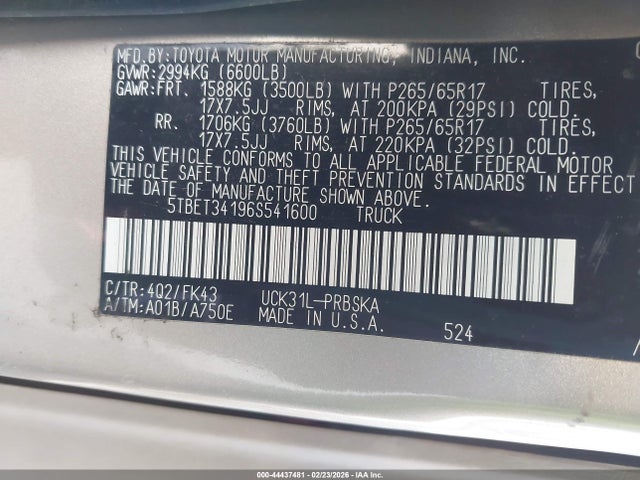 MFD.BY:TOYOTA MOTOR MANUFACTURING, INDIANA, INC.
GVWR:2994KG (6600LB)
GAWR:FRT. 1588KG (3500LB) WITH P265/65R17 TIRES,
17X7.5JJ RIMS, AT 200KPA (29PSI) COLD.
RR. 1706KG (3760LB) WITH P265/65R17 TIRES,
17X7.5JJ RIMS, AT 220KPA (32PSI) COLD.
THIS VEHICLE CONFORMS TO ALL APPLICABLE FEDERAL MOTOR
VEHICLE SAFETY AND THEFT PREVENTION STANDARDS IN EFFECT
ON THE DATE OF MANUFACTURE SHOWN ABOVE.
5TBET34196S541600 TRUCK
C/TR:4Q2/FK43 UCK31L-PRBSKA
A/TM:A01B/A750E MADE IN U.S.A. 524
000-44437481 - 02/23/2026 - IAAI.CA